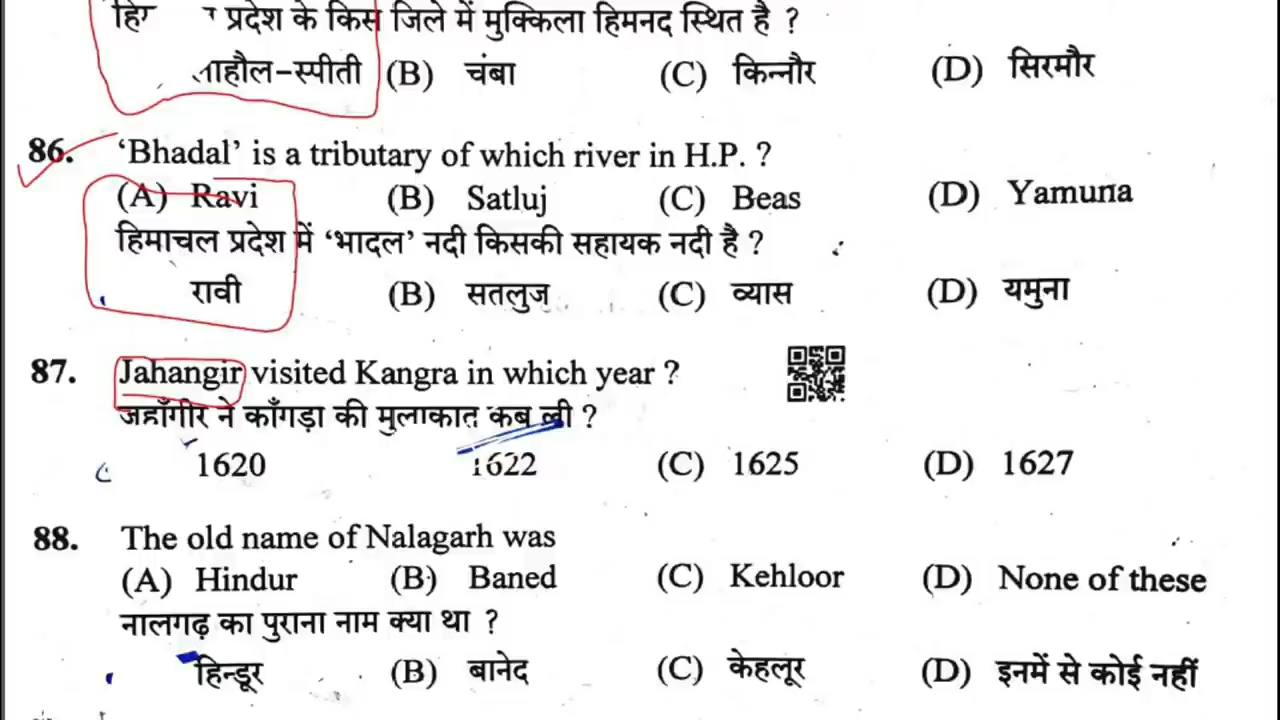 प्रदेश के किस जिले में मुक्किला हिमनद स्थित है ?
लाहौल-स्पीती (B) चंबा (C) किन्नौर (D) सिरमौर
86. ‘Bhadal’ is a tributary of which river in H.P. ?
(A) Ravi (B) Satluj (C) Beas (D) Yamuna
हिमाचल प्रदेश में ‘भादल’ नदी किसकी सहायक नदी है ?
रावी (B) सतलुज (C) व्यास (D) यमुना
87. Jahangir visited Kangra in which year ?
जहाँगीर ने काँगड़ा की मुलाकात कब ली ?
1620 1622 (C) 1625 (D) 1627
88. The old name of Nalagarh was
(A) Hindur (B) Baned (C) Kehloor (D) None of these
नालगढ़ का पुराना नाम क्या था ?
हिन्डूर (B) बानेद (C) केहलूर (D) इनमें से कोई नहीं